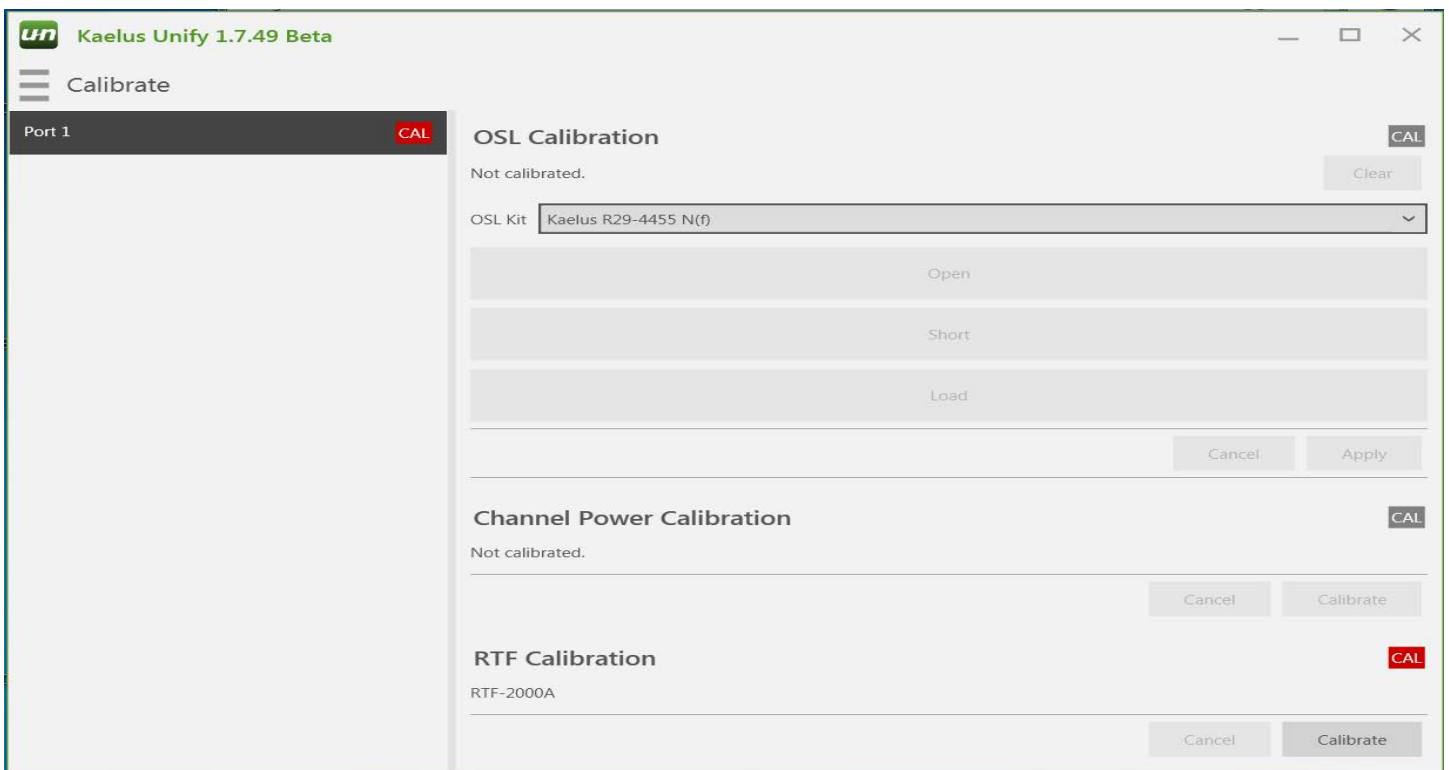 un Kaelus Unify 1.7.49 Beta
Calibrate
Port 1 CAL
OSL Calibration CAL
Not calibrated. Clear
OSL Kit Kaelus R29-4455 N(f)
Open
Short
Load
Cancel Apply
Channel Power Calibration CAL
Not calibrated.
Cancel Calibrate
RTF Calibration CAL
RTF-2000A
Cancel Calibrate